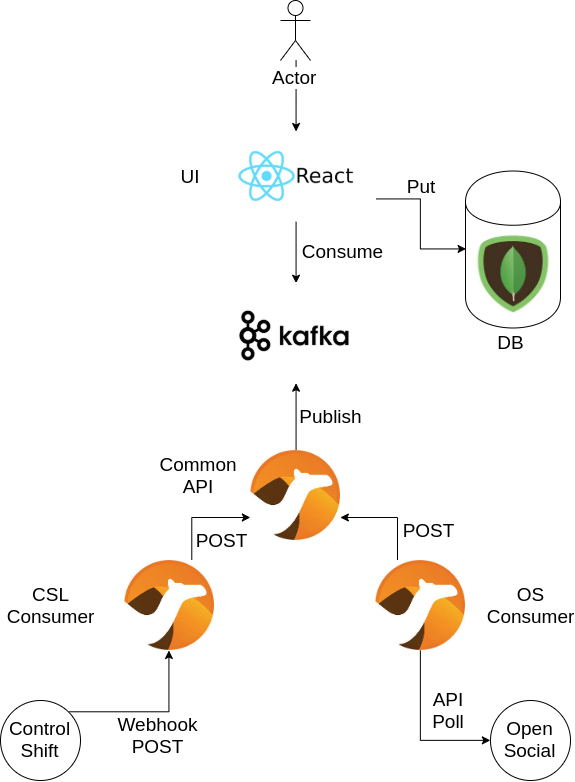 Actor
UI
React
Put
Consume
kafka
DB
Publish
Common
API
POST
POST
CSL
Consumer
OS
Consumer
API
Poll
Webhook
POST
Control
Shift
Open
Social